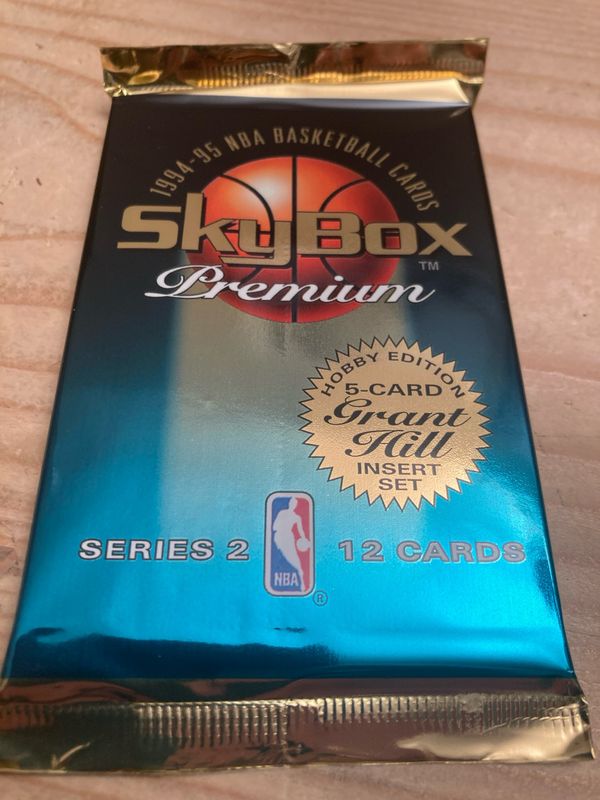 1994-95 NBA BASKETBALL CARDS
SkyBox
TM
Premium
HOBBY EDITION
5-CARD
Grant
Hill
INSERT
SET
SERIES 2
NBA
®
12 CARDS